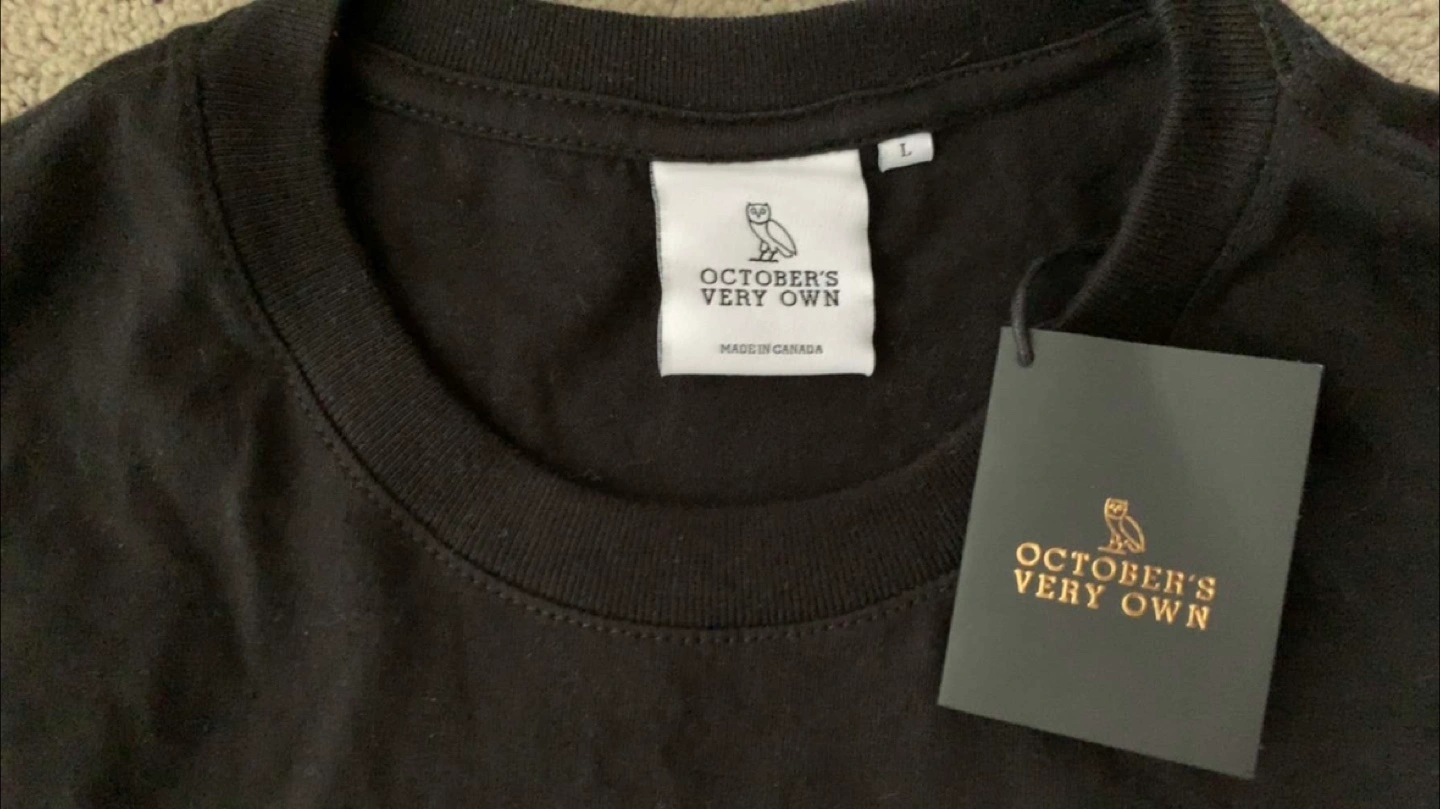 L
OCTOBER'S
VERY OWN
MADE IN CANADA
OCTOBER'S
VERY OWN